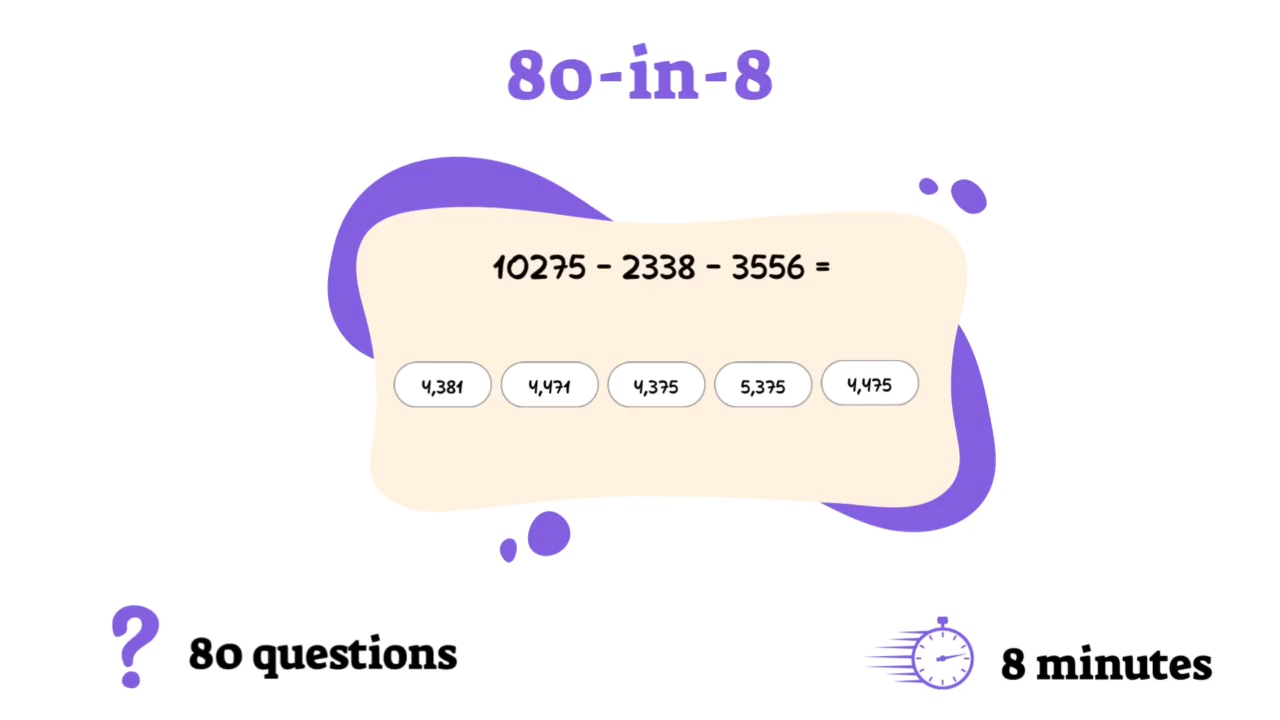 80-in-8
10275 - 2338 - 3556 =
4,381 4,471 4,375 5,375 4,475
80 questions
8 minutes